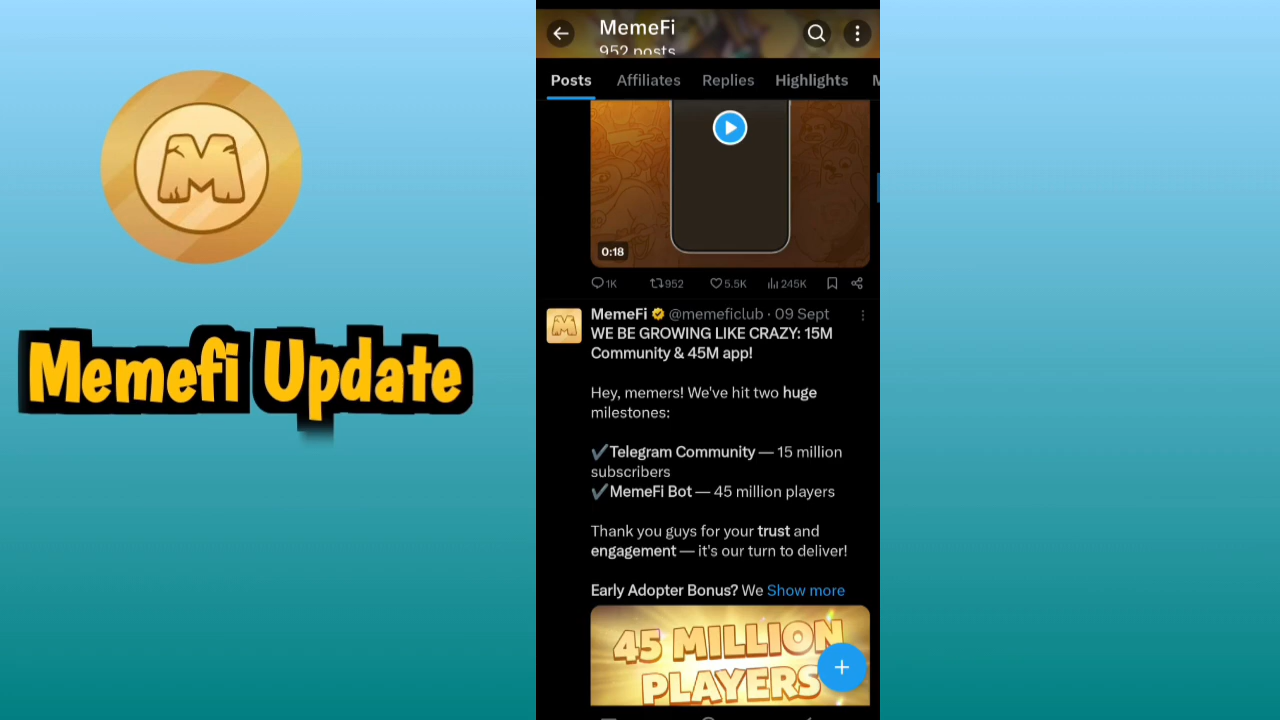 M
Memefi Update
MemeFi
952 posts
Posts Affiliates Replies Highlights M
0:18
1K 952 5.5K 245K
M
MemeFi @memeficlub · 09 Sept
WE BE GROWING LIKE CRAZY: 15M
Community & 45M app!
Hey, memers! We've hit two huge
milestones:
✔Telegram Community — 15 million
subscribers
✔MemeFi Bot — 45 million players
Thank you guys for your trust and
engagement — it's our turn to deliver!
Early Adopter Bonus? We Show more
45 MILLION
PLAYERS